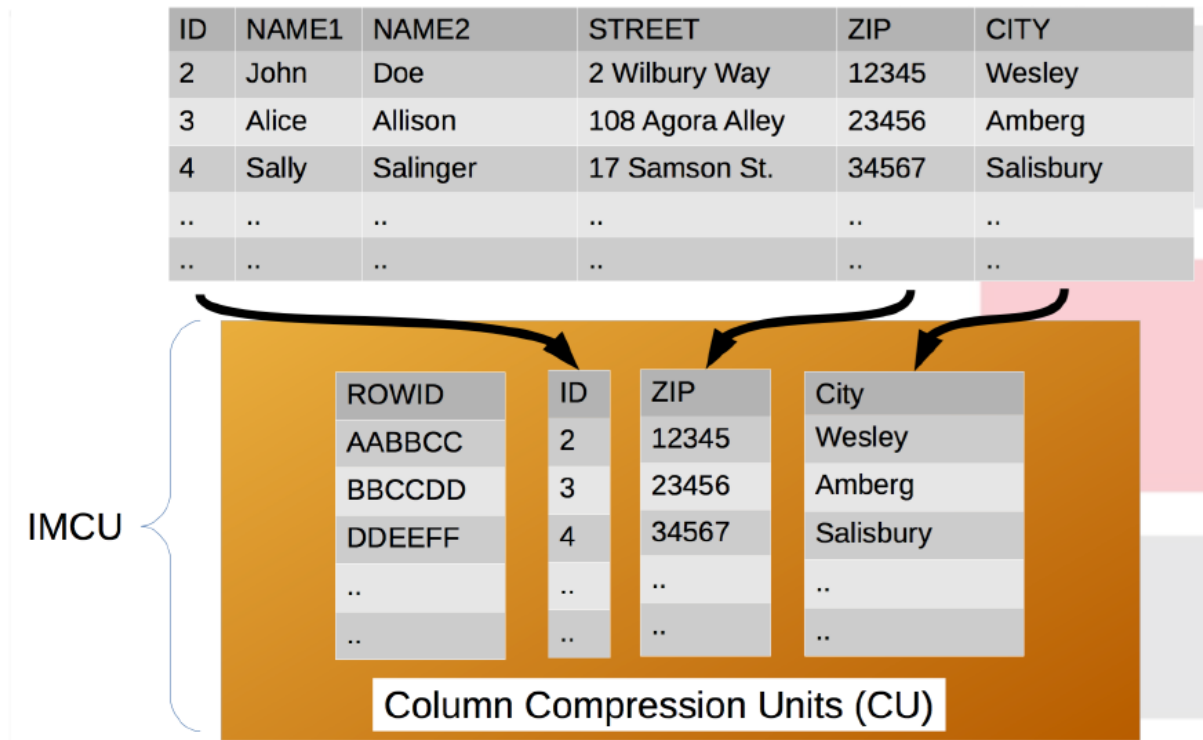 ID NAME1 NAME2 STREET ZIP CITY
2 John Doe 2 Wilbury Way 12345 Wesley
3 Alice Allison 108 Agora Alley 23456 Amberg
4 Sally Salinger 17 Samson St. 34567 Salisbury
.. .. .. .. .. ..
.. .. .. .. .. ..
ROWID ID ZIP City
AABBCC 2 12345 Wesley
BBCCDD 3 23456 Amberg
IMCU
DDEEFF 4 34567 Salisbury
.. .. .. ..
.. .. .. ..
Column Compression Units (CU)